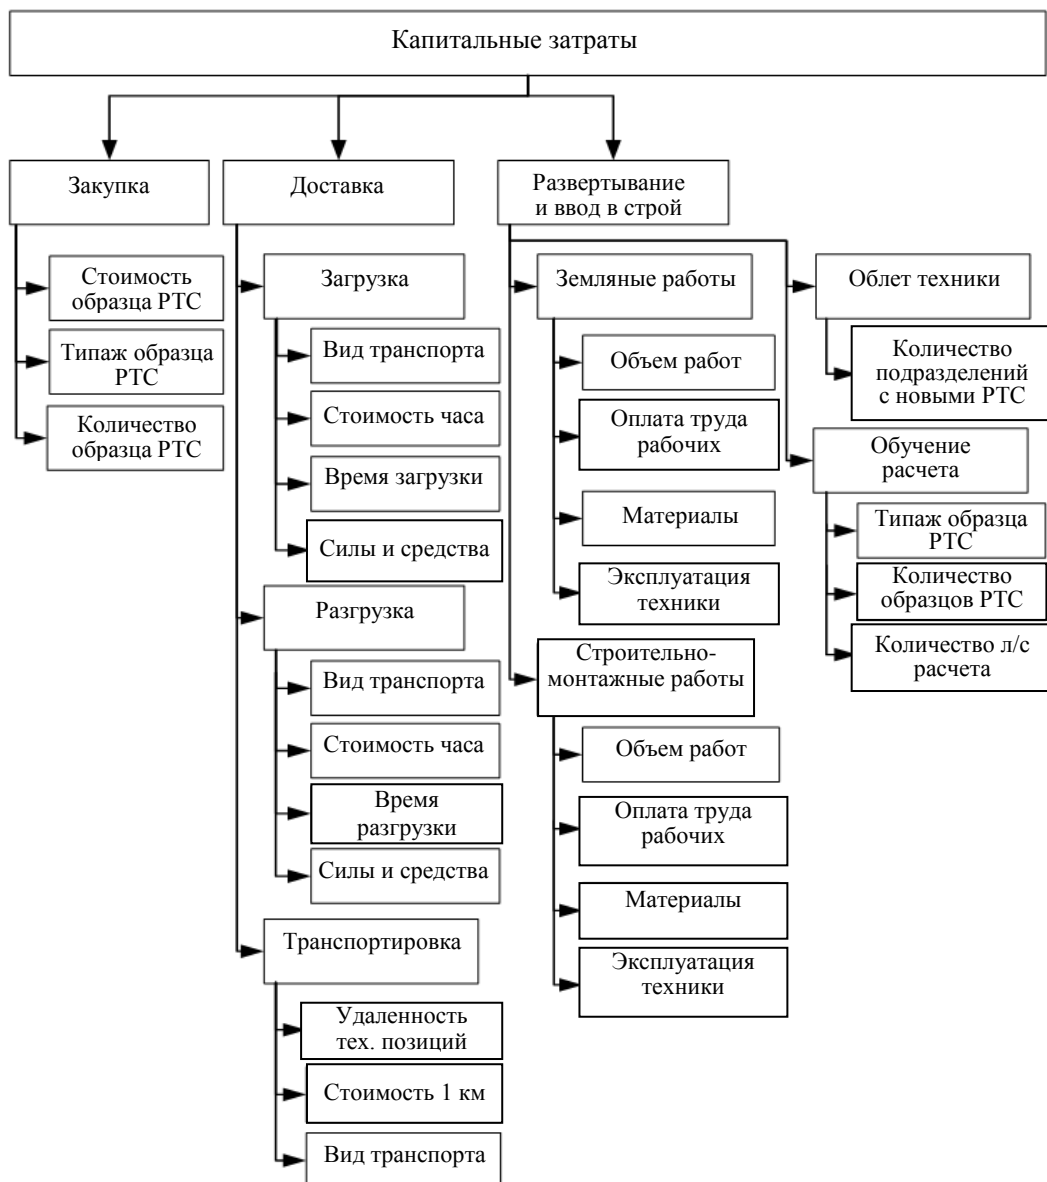 Капитальные затраты
Закупка
Стоимость
образца РТС
Типаж образца
РТС
Количество
образца РТС
Доставка
Загрузка
Вид транспорта
Стоимость часа
Время загрузки
Силы и средства
Разгрузка
Вид транспорта
Стоимость часа
Время
разгрузки
Силы и средства
Транспортировка
Удаленность
тех. позиций
Стоимость 1 км
Вид транспорта
Развертывание
и ввод в строй
Земляные работы
Объем работ
Оплата труда
рабочих
Материалы
Эксплуатация
техники
Строительно-
монтажные работы
Объем работ
Оплата труда
рабочих
Материалы
Эксплуатация
техники
Облет техники
Количество
подразделений
с новыми РТС
Обучение
расчета
Типаж образца
РТС
Количество
образцов РТС
Количество л/с
расчета